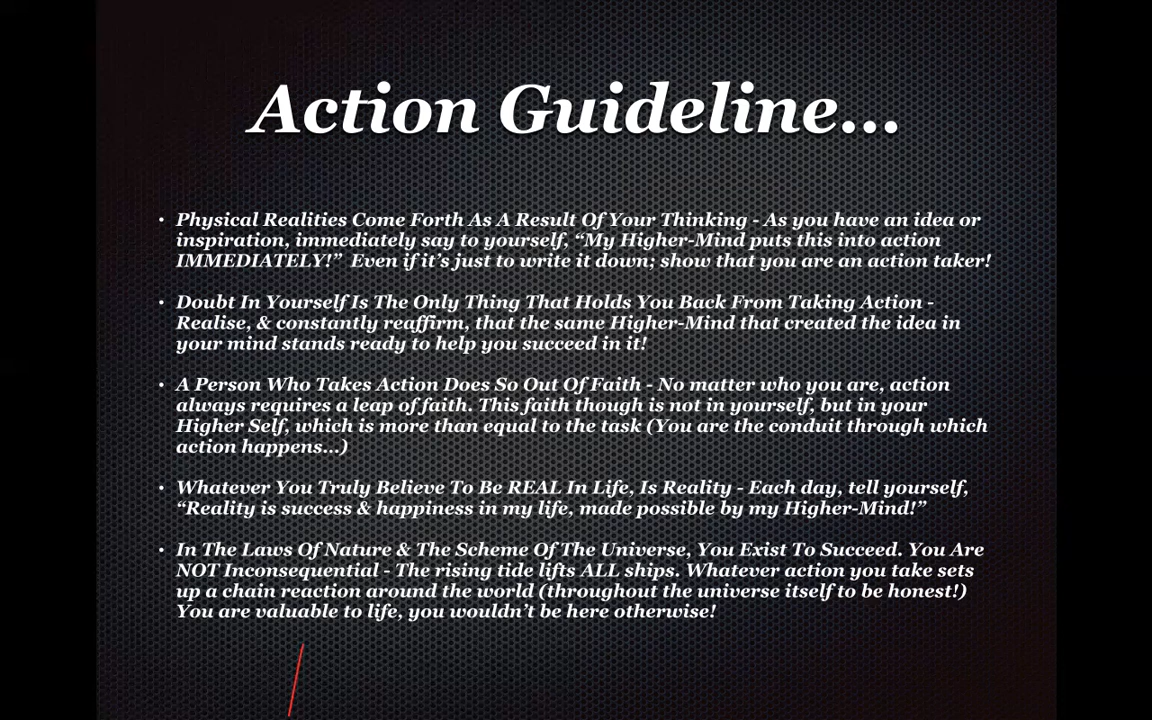 Action Guideline...
• Physical Realities Come Forth As A Result Of Your Thinking - As you have an idea or
inspiration, immediately say to yourself, “My Higher-Mind puts this into action
IMMEDIATELY!”  Even if it’s just to write it down; show that you are an action taker!
• Doubt In Yourself Is The Only Thing That Holds You Back From Taking Action -
Realise, & constantly reaffirm, that the same Higher-Mind that created the idea in
your mind stands ready to help you succeed in it!
• A Person Who Takes Action Does So Out Of Faith - No matter who you are, action
always requires a leap of faith. This faith though is not in yourself, but in your
Higher Self, which is more than equal to the task (You are the conduit through which
action happens...)
• Whatever You Truly Believe To Be REAL In Life, Is Reality - Each day, tell yourself,
“Reality is success & happiness in my life, made possible by my Higher-Mind!”
• In The Laws Of Nature & The Scheme Of The Universe, You Exist To Succeed. You Are
NOT Inconsequential - The rising tide lifts ALL ships. Whatever action you take sets
up a chain reaction around the world (throughout the universe itself to be honest!)
You are valuable to life, you wouldn’t be here otherwise!